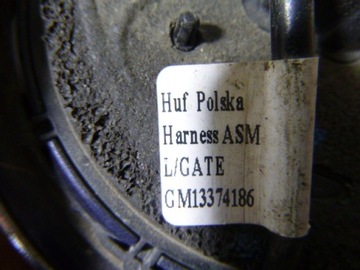 Huf Polska
Harness ASM
L/GATE
GM13374186